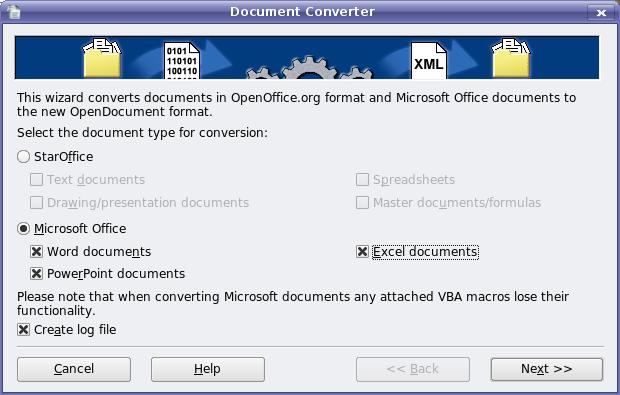 Document Converter
0101
110101
100110
XML
This wizard converts documents in OpenOffice.org format and Microsoft Office documents to
the new OpenDocument format.
Select the document type for conversion:
StarOffice
Text documents
Spreadsheets
Drawing/presentation documents
Master documents/formulas
Microsoft Office
Word documents
Excel documents
PowerPoint documents
Please note that when converting Microsoft documents any attached VBA macros lose their
functionality.
Create log file
Cancel
Help
<< Back
Next >>